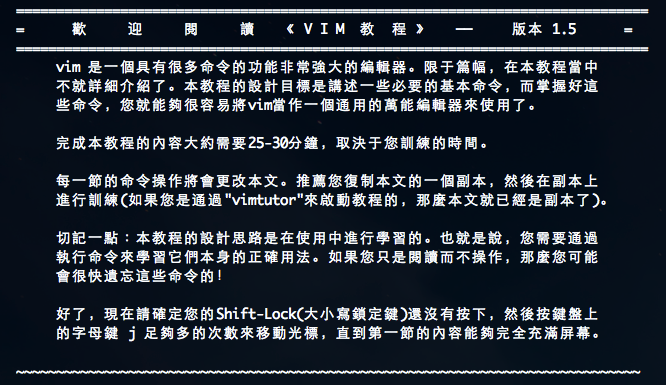 ===============================================================================
=      歡     迎     閱     讀   《 V I M  教  程 》   ──     版本 1.5      =
===============================================================================
vim 是一個具有很多命令的功能非常強大的編輯器。限于篇幅，在本教程當中
不就詳細介紹了。本教程的設計目標是講述一些必要的基本命令，而掌握好這
些命令，您就能夠很容易將vim當作一個通用的萬能編輯器來使用了。
完成本教程的內容大約需要25-30分鐘，取決于您訓練的時間。
每一節的命令操作將會更改本文。推薦您復制本文的一個副本，然後在副本上
進行訓練(如果您是通過"vimtutor"來啟動教程的，那麼本文就已經是副本了)。
切記一點︰本教程的設計思路是在使用中進行學習的。也就是說，您需要通過
執行命令來學習它們本身的正確用法。如果您只是閱讀而不操作，那麼您可能
會很快遺忘這些命令的！
好了，現在請確定您的Shift-Lock(大小寫鎖定鍵)還沒有按下，然後按鍵盤上
的字母鍵 j 足夠多的次數來移動光標，直到第一節的內容能夠完全充滿屏幕。
~~~~~~~~~~~~~~~~~~~~~~~~~~~~~~~~~~~~~~~~~~~~~~~~~~~~~~~~~~~~~~~~~~~~~~~~~~~~~~